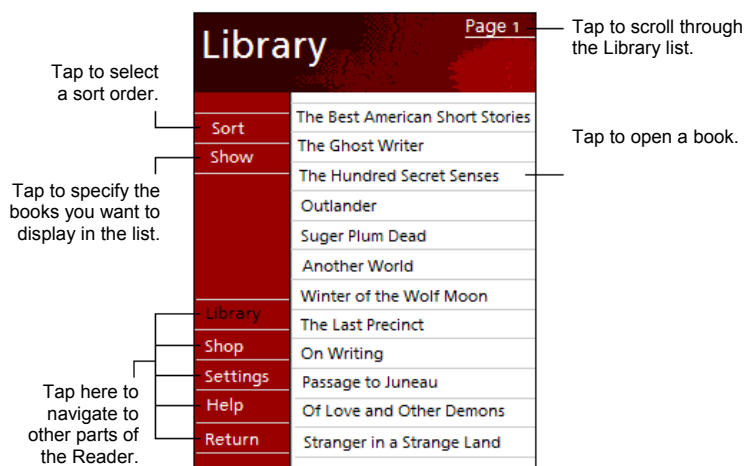 Library
Page 1
Tap to scroll through
the Library list.
Tap to select
a sort order.
Sort
Show
Tap to specify the
books you want to
display in the list.
The Best American Short Stories
The Ghost Writer
The Hundred Secret Senses
Outlander
Suger Plum Dead
Another World
Winter of the Wolf Moon
The Last Precinct
On Writing
Passage to Juneau
Of Love and Other Demons
Stranger in a Strange Land
Tap to open a book.
Library
Shop
Settings
Help
Return
Tap here to
navigate to
other parts of
the Reader.